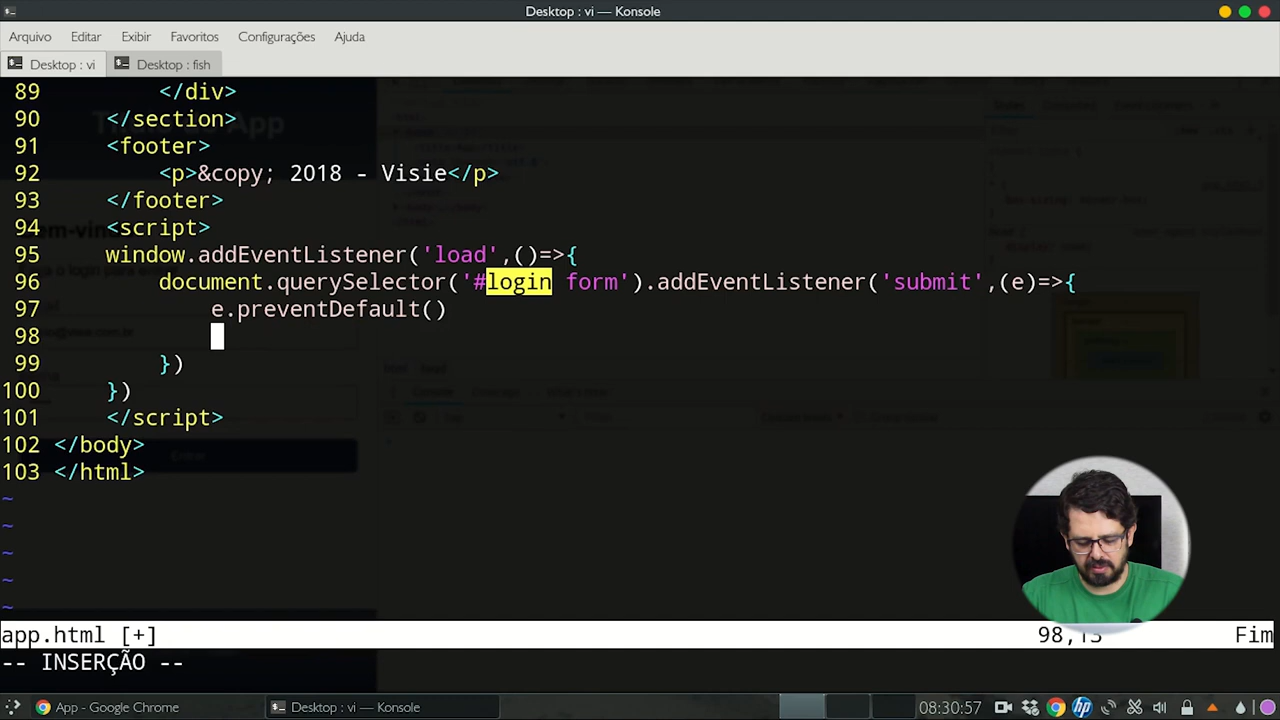 Desktop : vi — Konsole
Arquivo Editar Exibir Favoritos Configurações Ajuda
Desktop : vi Desktop : fish
89 </div>
90 </section>
91 <footer>
92 <p>&copy; 2018 - Visie</p>
93 </footer>
94 <script>
95 window.addEventListener('load',()=>{
96 document.querySelector('#login form').addEventListener('submit',(e)=>{
97 e.preventDefault()
98
99 })
100 })
101 </script>
102 </body>
103 </html>
~
~
~
~
~
app.html [+] 98,13 Fim
-- INSERÇÃO --
App - Google Chrome Desktop : vi — Konsole 08:30:57